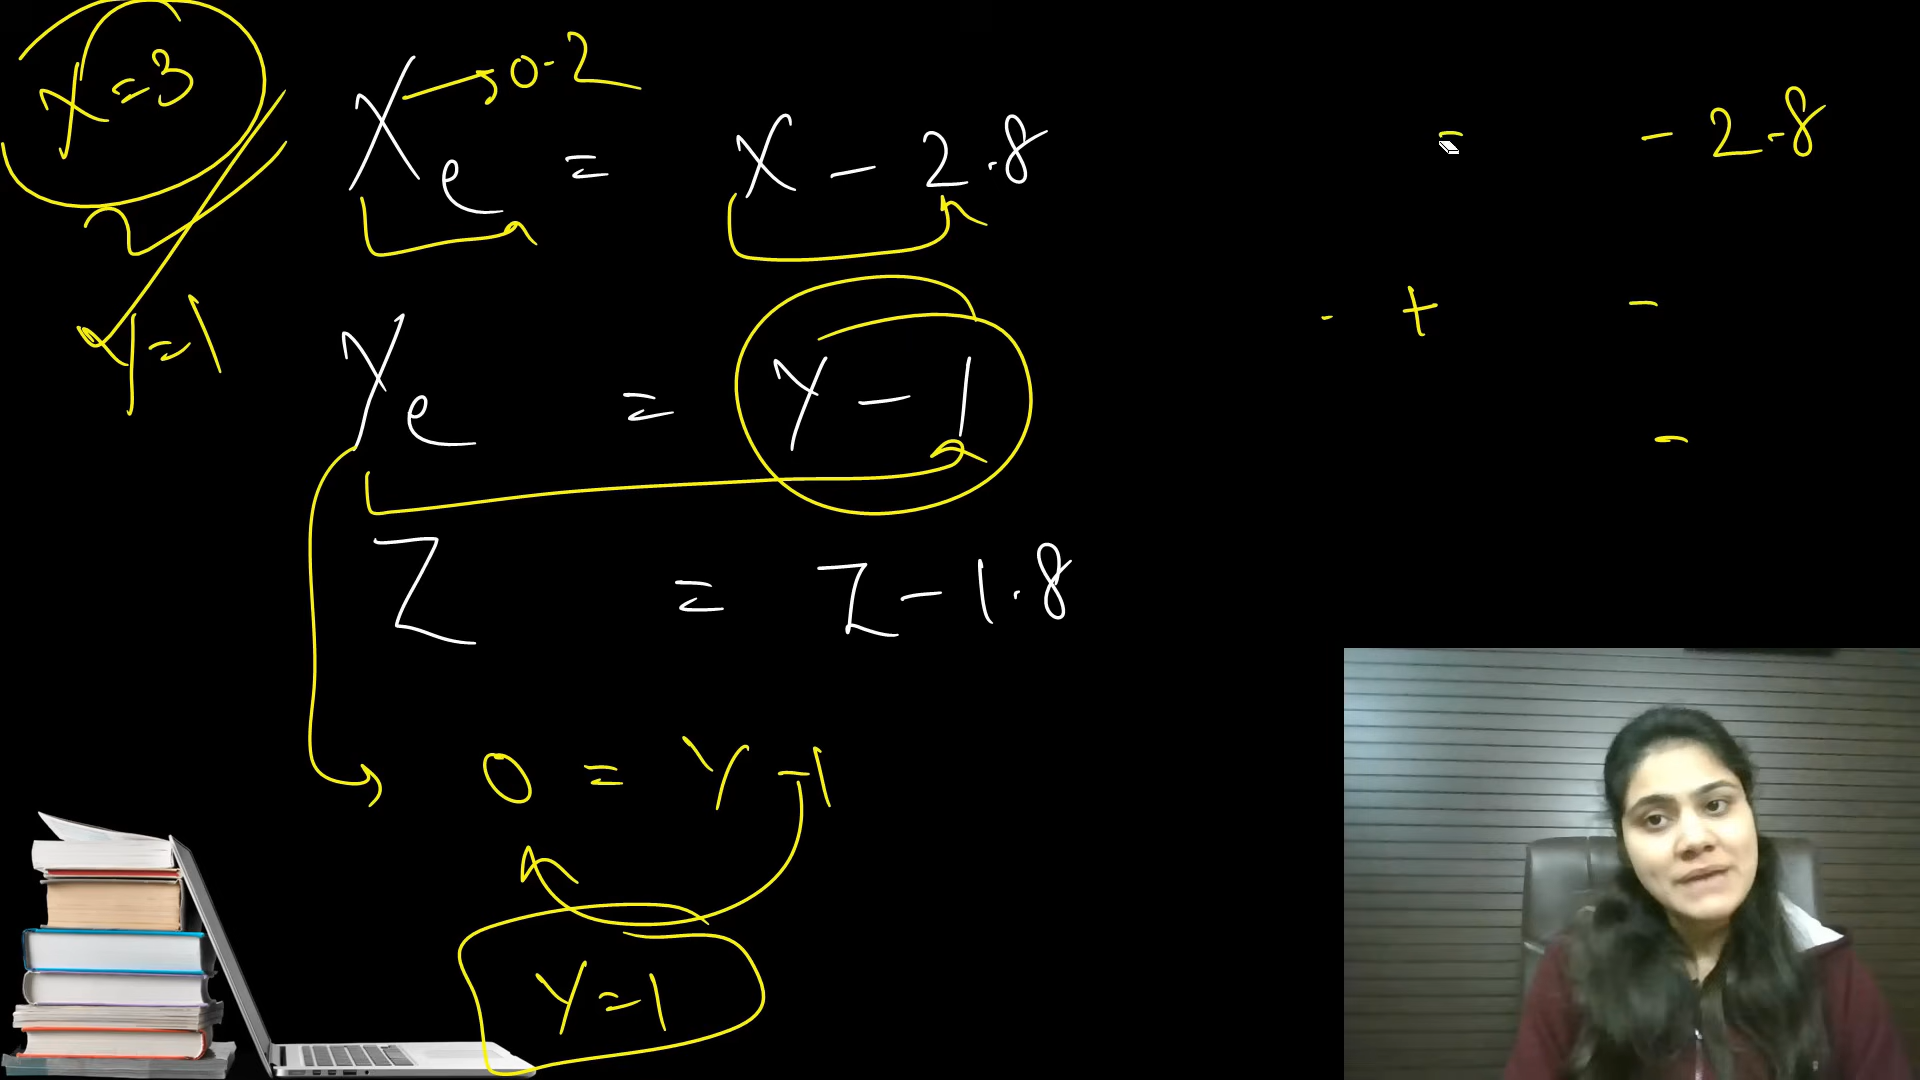 x=3
X → 0.2
Xe = X - 2.8
= - 2.8
y=1
Ye = Y - 1
- + -
-
Z = Z - 1.8
0 = Y - 1
Y = 1